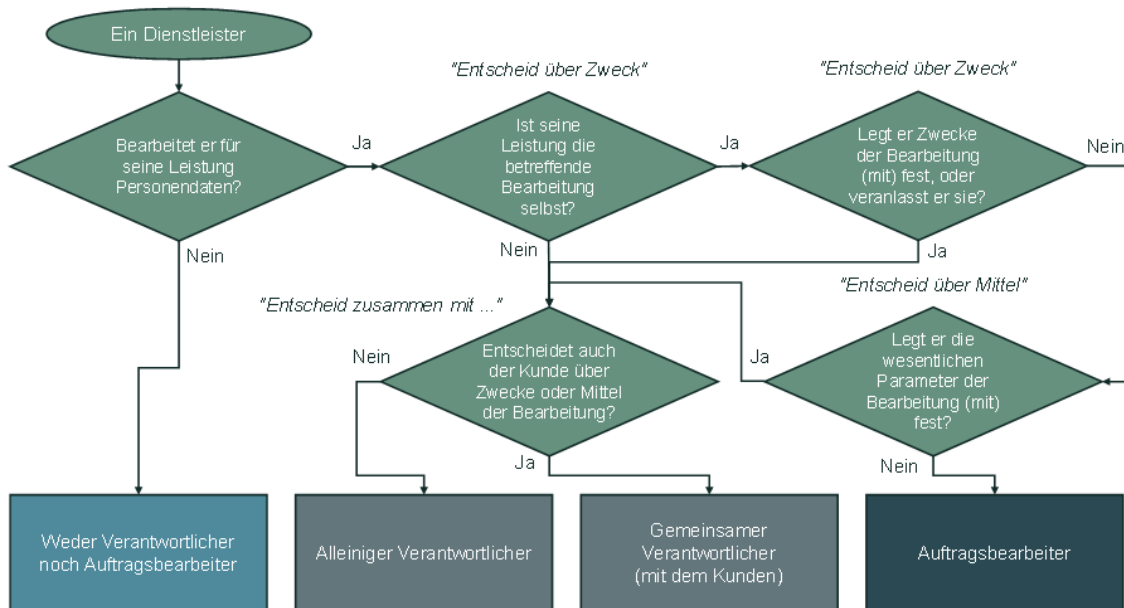 Ein Dienstleister
"Entscheid über Zweck"
"Entscheid über Zweck"
Bearbeitet er für
seine Leistung
Personendaten?
Ja
Ist seine
Leistung die
betreffende
Bearbeitung
selbst?
Ja
Legt er Zwecke
der Bearbeitung
(mit) fest, oder
veranlasst er sie?
Nein
Nein
Nein
Ja
"Entscheid zusammen mit ..."
"Entscheid über Mittel"
Nein
Entscheidet auch
der Kunde über
Zwecke oder Mittel
der Bearbeitung?
Ja
Legt er die
wesentlichen
Parameter der
Bearbeitung (mit)
fest?
Ja
Nein
Weder Verantwortlicher
noch Auftragsbearbeiter
Alleiniger Verantwortlicher
Gemeinsamer
Verantwortlicher
(mit dem Kunden)
Auftragsbearbeiter